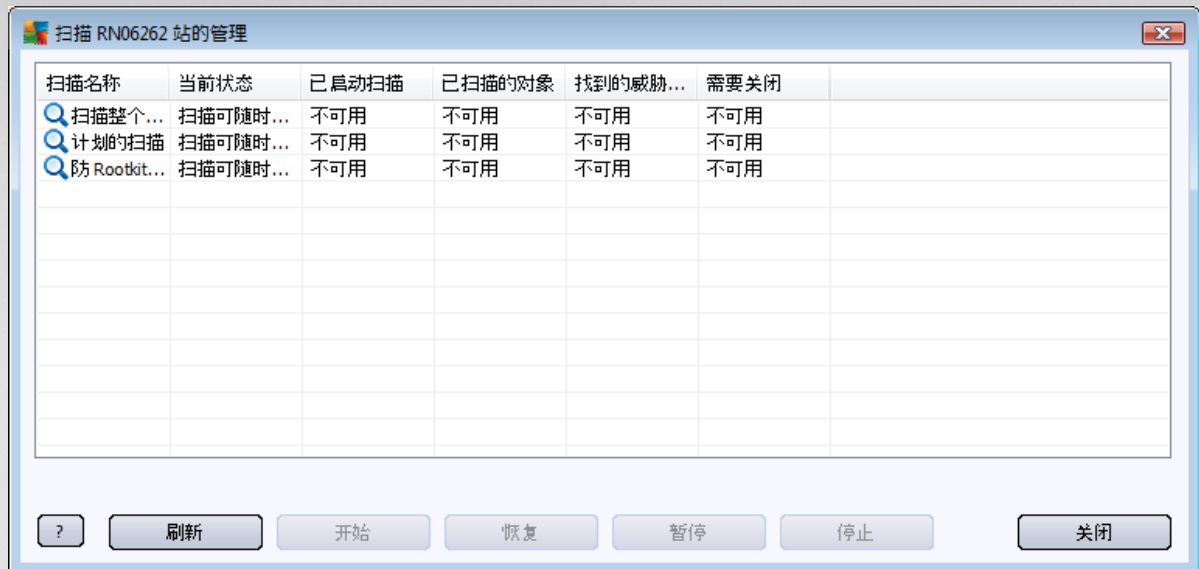 扫描 RN06262 站的管理
扫描名称 当前状态 已启动扫描 已扫描的对象 找到的威胁... 需要关闭
扫描整个... 扫描可随时... 不可用 不可用 不可用 不可用
计划的扫描 扫描可随时... 不可用 不可用 不可用 不可用
防 Rootkit... 扫描可随时... 不可用 不可用 不可用 不可用
? 刷新 开始 恢复 暂停 停止 关闭